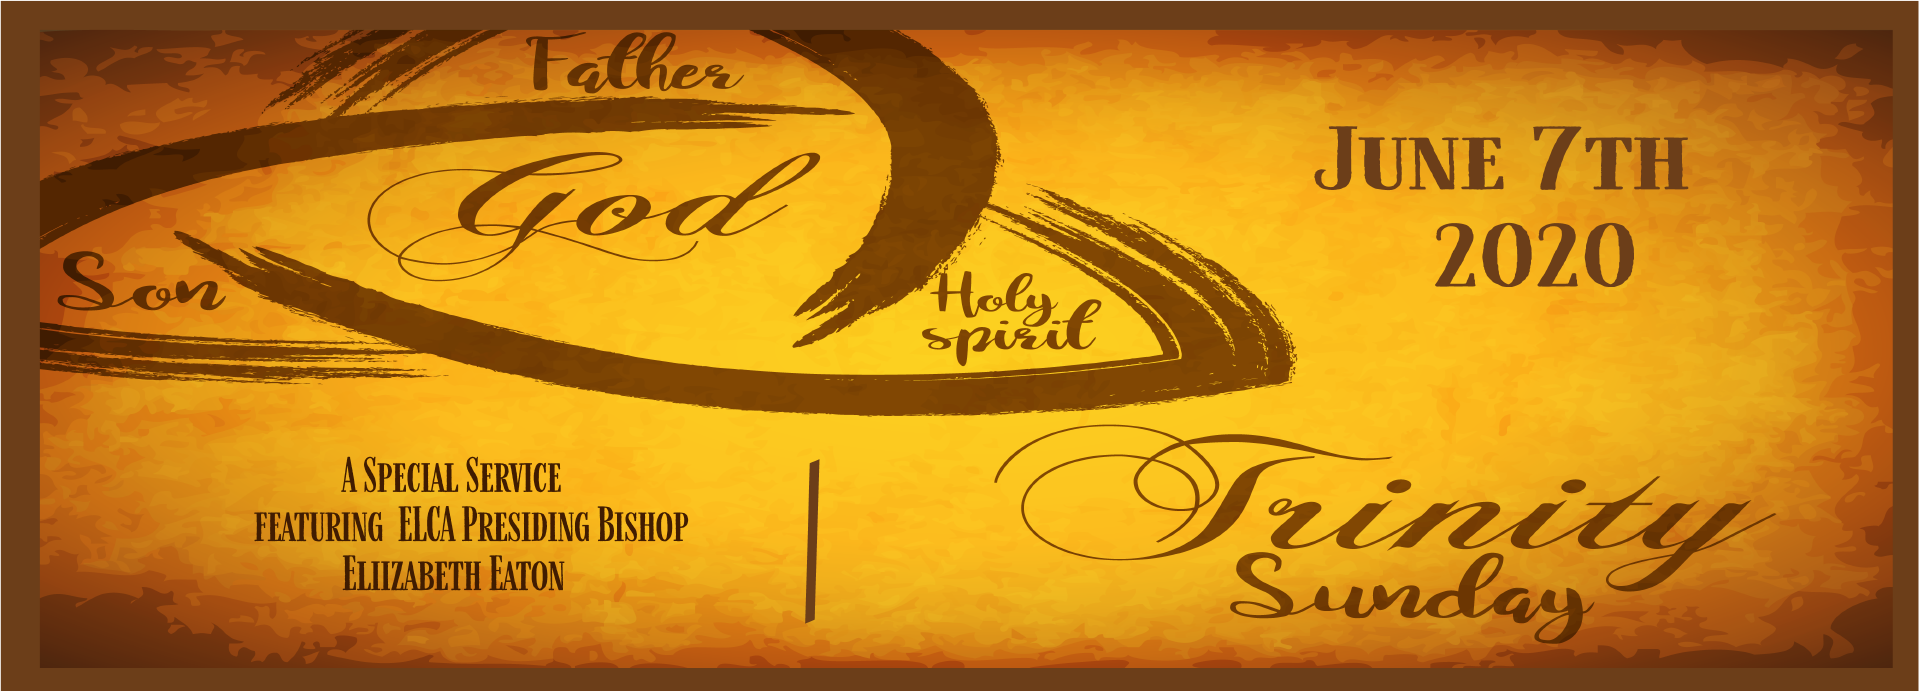 Father
God
Son
Holy
spirit
June 7th
2020
A Special Service
featuring ELCA Presiding Bishop
Eliizabeth Eaton
Trinity
Sunday